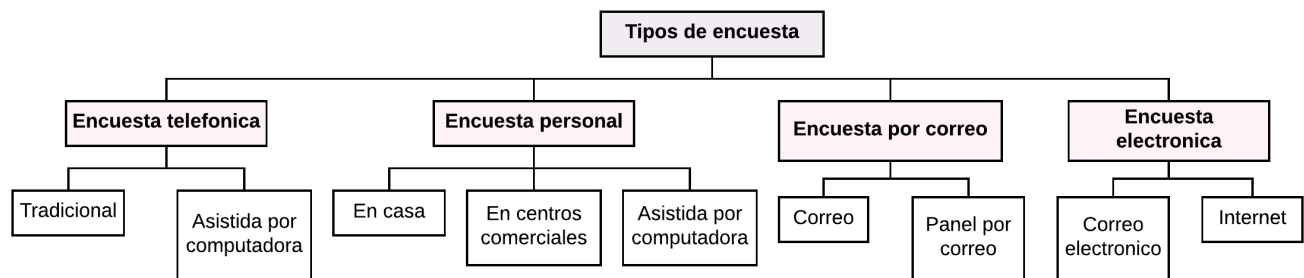 Tipos de encuesta
Encuesta telefonica
Encuesta personal
Encuesta por correo
Encuesta
electronica
Tradicional
Asistida por
computadora
En casa
En centros
comerciales
Asistida por
computadora
Correo
Panel por
correo
Correo
electronico
Internet